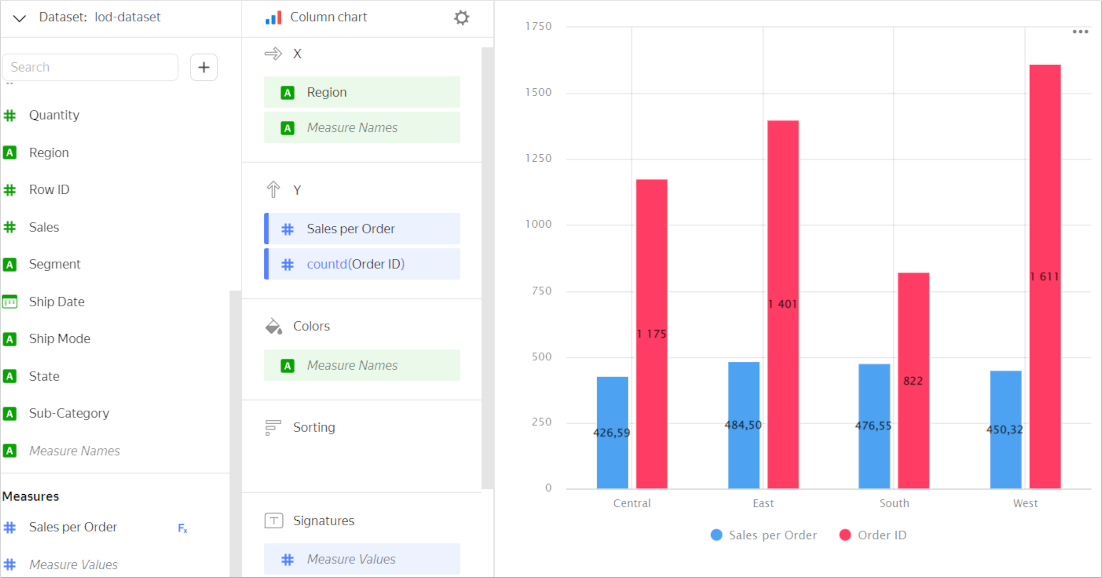 Dataset: lod-dataset
Search
+
Quantity
Region
Row ID
Sales
Segment
Ship Date
Ship Mode
State
Sub-Category
Measure Names
Measures
Sales per Order
Measure Values
Column chart
X
Region
Measure Names
Y
Sales per Order
countd(Order ID)
Colors
Measure Names
Sorting
Signatures
Measure Values
1750
1500
1250
1000
750
500
250
0
426,59
1 175
484,50
1 401
476,55
822
450,32
1 611
Central
East
South
West
Sales per Order
Order ID